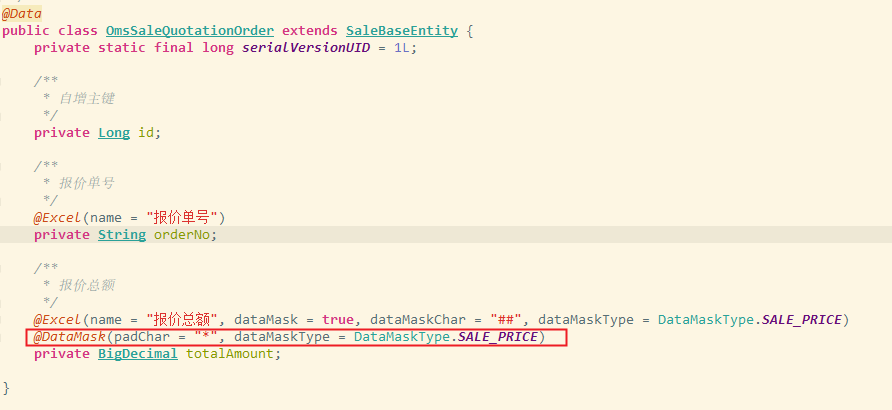 @Data
public class OmsSaleQuotationOrder extends SaleBaseEntity {
private static final long serialVersionUID = 1L;
/**
* 自增主键
*/
private Long id;
/**
* 报价单号
*/
@Excel(name = "报价单号")
private String orderNo;
/**
* 报价总额
*/
@Excel(name = "报价总额", dataMask = true, dataMaskChar = "##", dataMaskType = DataMaskType.SALE_PRICE)
@DataMask(padChar = "*", dataMaskType = DataMaskType.SALE_PRICE)
private BigDecimal totalAmount;
}